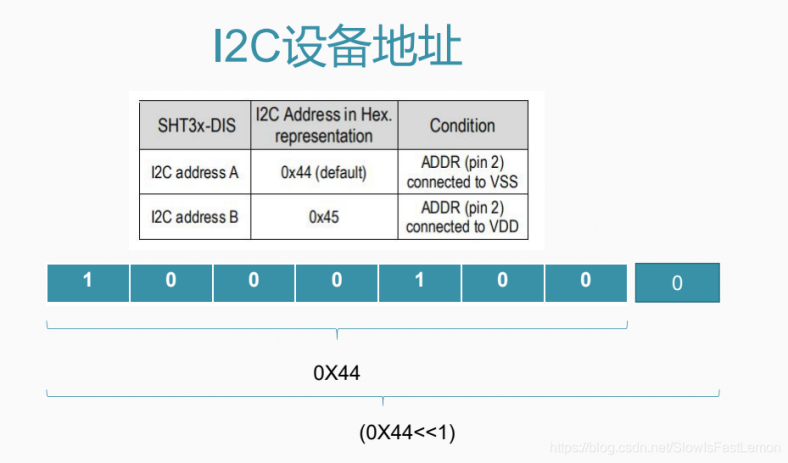 I2C设备地址
SHT3x-DIS
I2C Address in Hex.
representation
Condition
I2C address A
0x44 (default)
ADDR (pin 2)
connected to VSS
I2C address B
0x45
ADDR (pin 2)
connected to VDD
1 0 0 0 1 0 0 0
0X44
(0X44<<1)
https://blog.csdn.net/SlowIsFastLemon